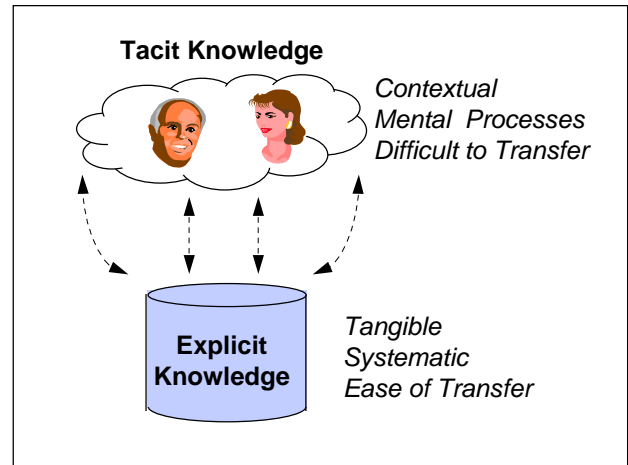 Tacit Knowledge
Contextual
Mental Processes
Difficult to Transfer
Explicit
Knowledge
Tangible
Systematic
Ease of Transfer